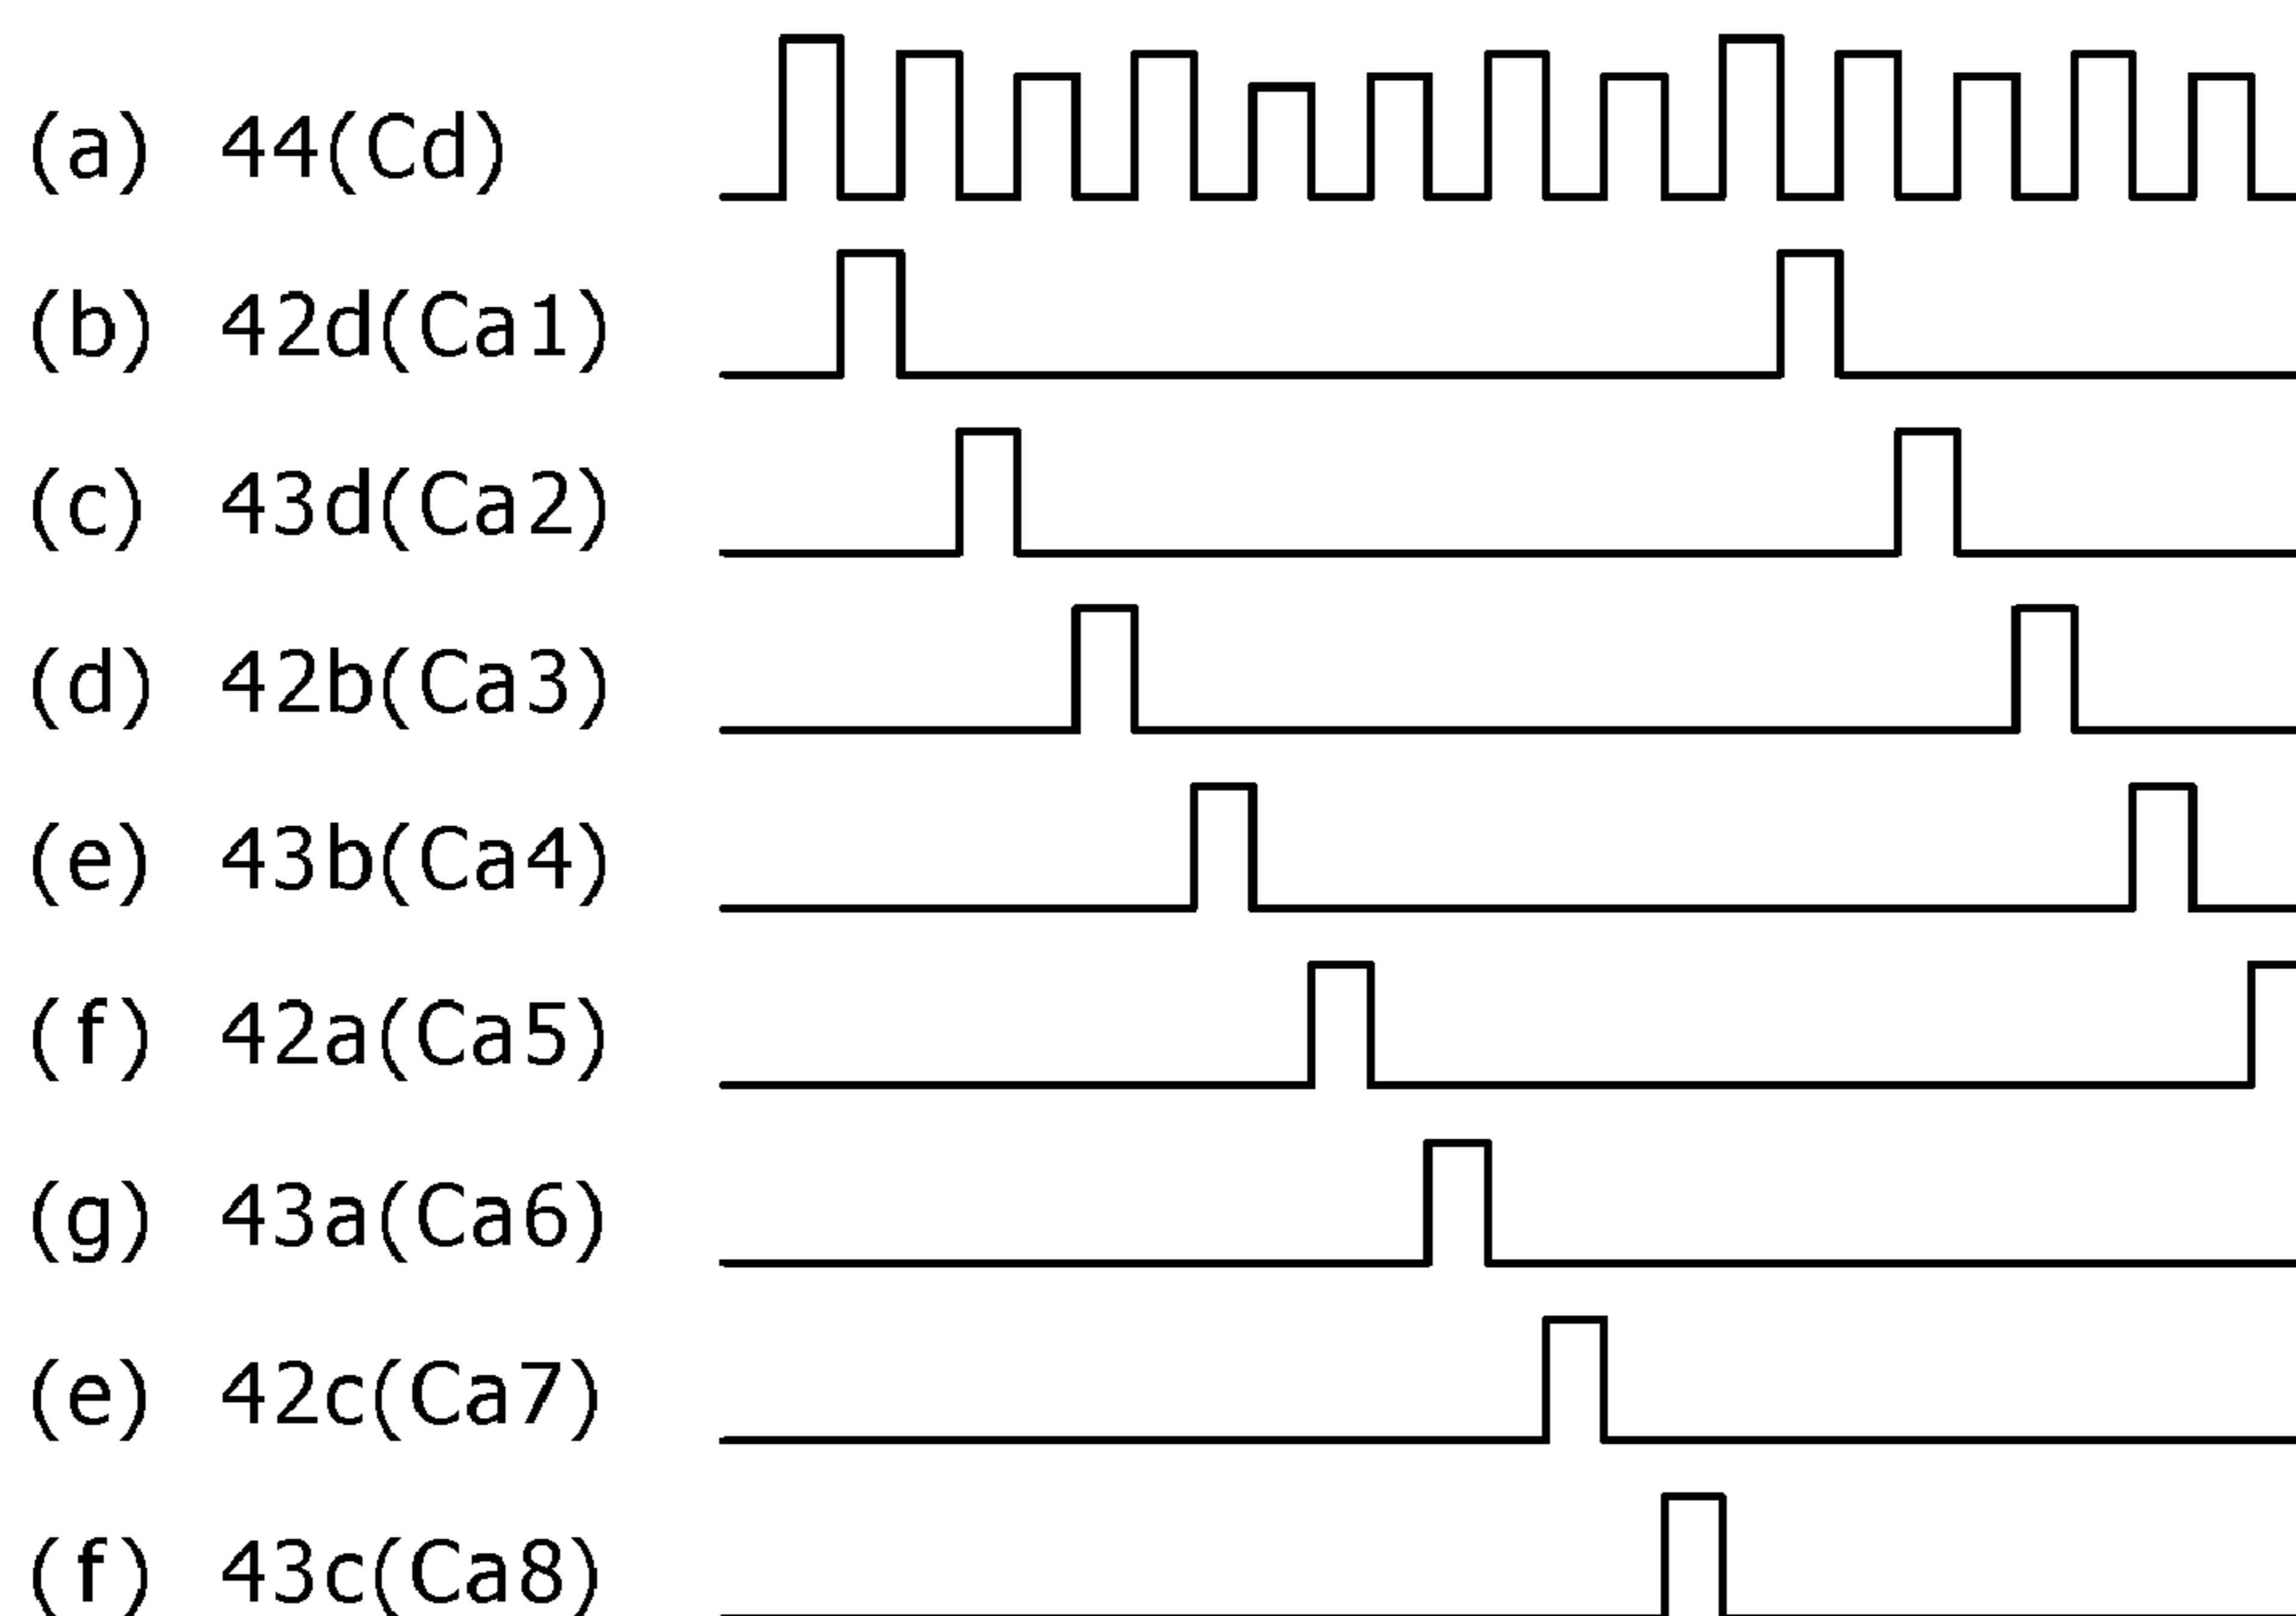 (a) 44(Cd)
(b) 42d(Ca1)
(c) 43d(Ca2)
(d) 42b(Ca3)
(e) 43b(Ca4)
(f) 42a(Ca5)
(g) 43a(Ca6)
(e) 42c(Ca7)
(f) 43c(Ca8)